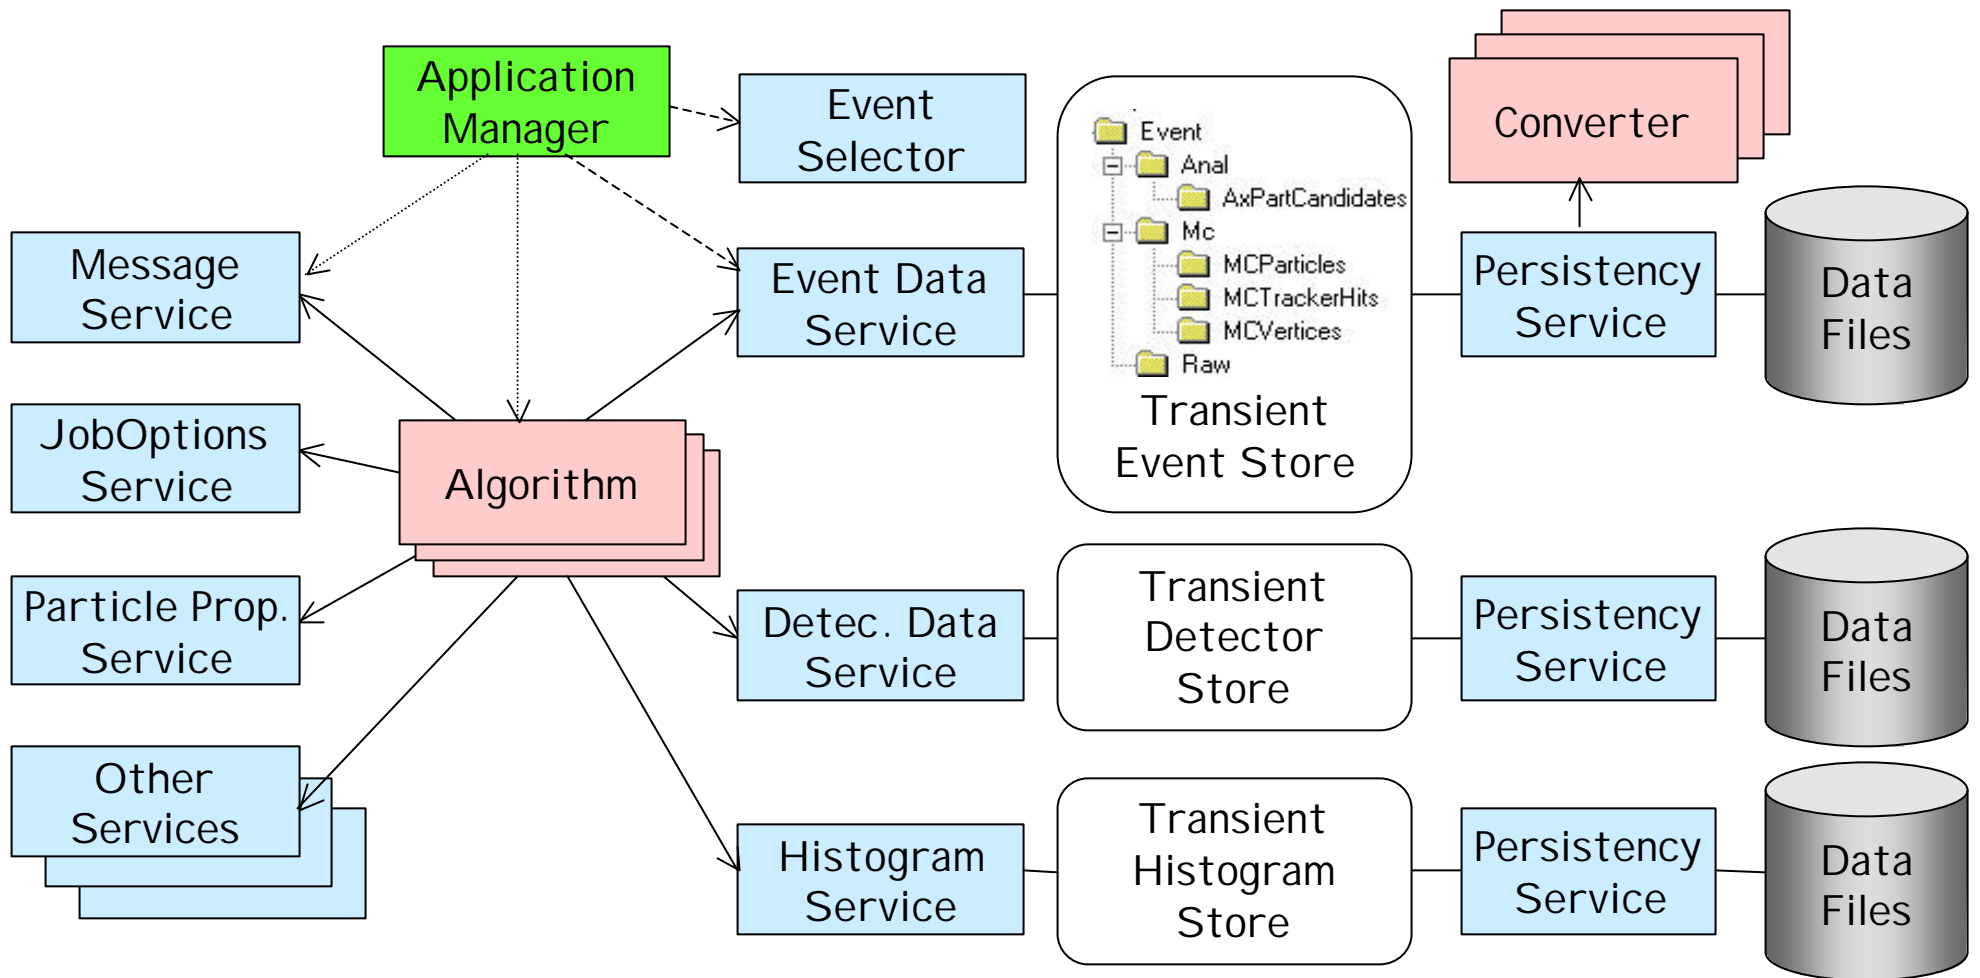 Application
Manager
Event
Selector
Event
Anal
AxPartCandidates
Mc
MCParticles
MCTrackerHits
MCVertices
Raw
Transient
Event Store
Converter
Message
Service
Event Data
Service
Persistency
Service
Data
Files
JobOptions
Service
Algorithm
Particle Prop.
Service
Detec. Data
Service
Transient
Detector
Store
Persistency
Service
Data
Files
Other
Services
Histogram
Service
Transient
Histogram
Store
Persistency
Service
Data
Files